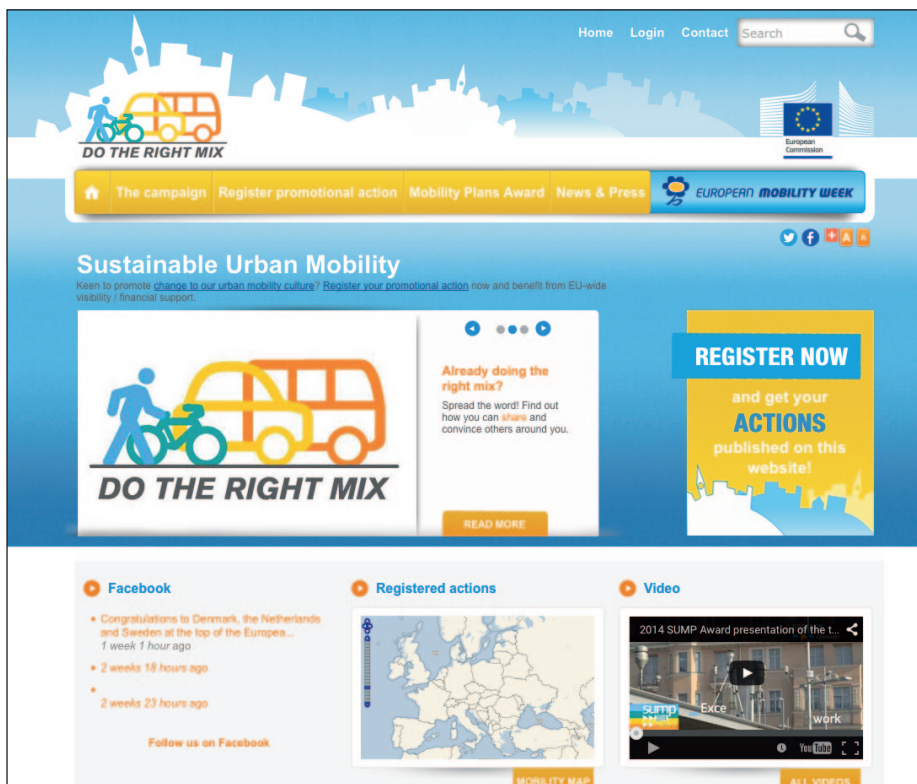 Home Login Contact Search
DO THE RIGHT MIX
European
Commission
The campaign Register promotional action Mobility Plans Award News & Press EUROPEAN MOBILITY WEEK
+ A A
Sustainable Urban Mobility
Keen to promote change to our urban mobility culture? Register your promotional action now and benefit from EU-wide
visibility / financial support.
DO THE RIGHT MIX
Already doing the
right mix?
Spread the word! Find out
how you can share and
convince others around you.
READ MORE
REGISTER NOW
and get your
ACTIONS
published on this
website!
Facebook
Congratulations to Denmark, the Netherlands
and Sweden at the top of the Europea...
1 week 1 hour ago
2 weeks 18 hours ago
2 weeks 23 hours ago
Follow us on Facebook
Registered actions
MOBILITY MAP
Video
2014 SUMP Award presentation of the t...
sump
Exce
work
YouTube
ALL VIDEOS